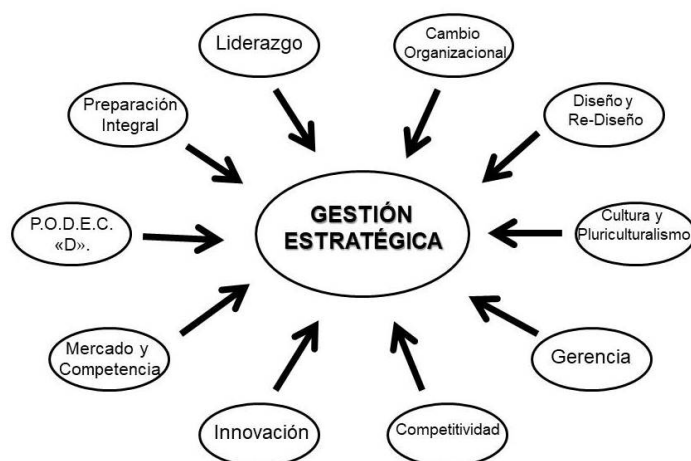 Liderazgo
Cambio
Organizacional
Preparación
Integral
Diseño y
Re-Diseño
GESTIÓN
ESTRATÉGICA
P.O.D.E.C.
«D».
Cultura y
Pluriculturalismo
Mercado y
Competencia
Gerencia
Innovación
Competitividad